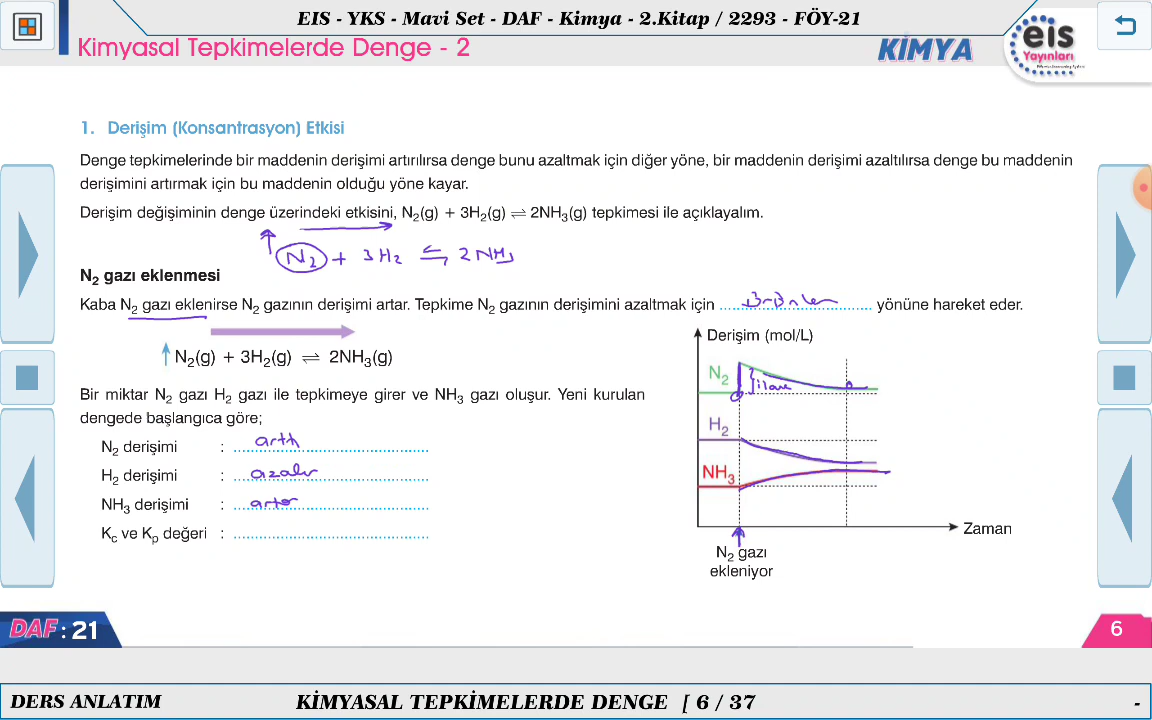 EIS - YKS - Mavi Set - DAF - Kimya - 2.Kitap / 2293 - FÖY-21
Kimyasal Tepkimelerde Denge - 2
KİMYA
eis
Yayınları
1. Derişim (Konsantrasyon) Etkisi
Denge tepkimelerinde bir maddenin derişimi artırılırsa denge bunu azaltmak için diğer yöne, bir maddenin derişimi azaltılırsa denge bu maddenin
derişimini artırmak için bu maddenin olduğu yöne kayar.
Derişim değişiminin denge üzerindeki etkisini, N₂(g) + 3H₂(g) ⇌ 2NH₃(g) tepkimesi ile açıklayalım.
↑ N₂ + 3H₂ ⇆ 2NH₃
N₂ gazı eklenmesi
Kaba N₂ gazı eklenirse N₂ gazının derişimi artar. Tepkime N₂ gazının derişimini azaltmak için ürünler yönüne hareket eder.
↑N₂(g) + 3H₂(g) ⇌ 2NH₃(g)
Bir miktar N₂ gazı H₂ gazı ile tepkimeye girer ve NH₃ gazı oluşur. Yeni kurulan
dengede başlangıca göre;
N₂ derişimi : arttı
H₂ derişimi : azalır
NH₃ derişimi : artar
K꜀ ve Kₚ değeri : ..........
Derişim (mol/L)
N₂
ilave
H₂
NH₃
Zaman
N₂ gazı
ekleniyor
DAF : 21
6
DERS ANLATIM
KİMYASAL TEPKİMELERDE DENGE [ 6 / 37
-